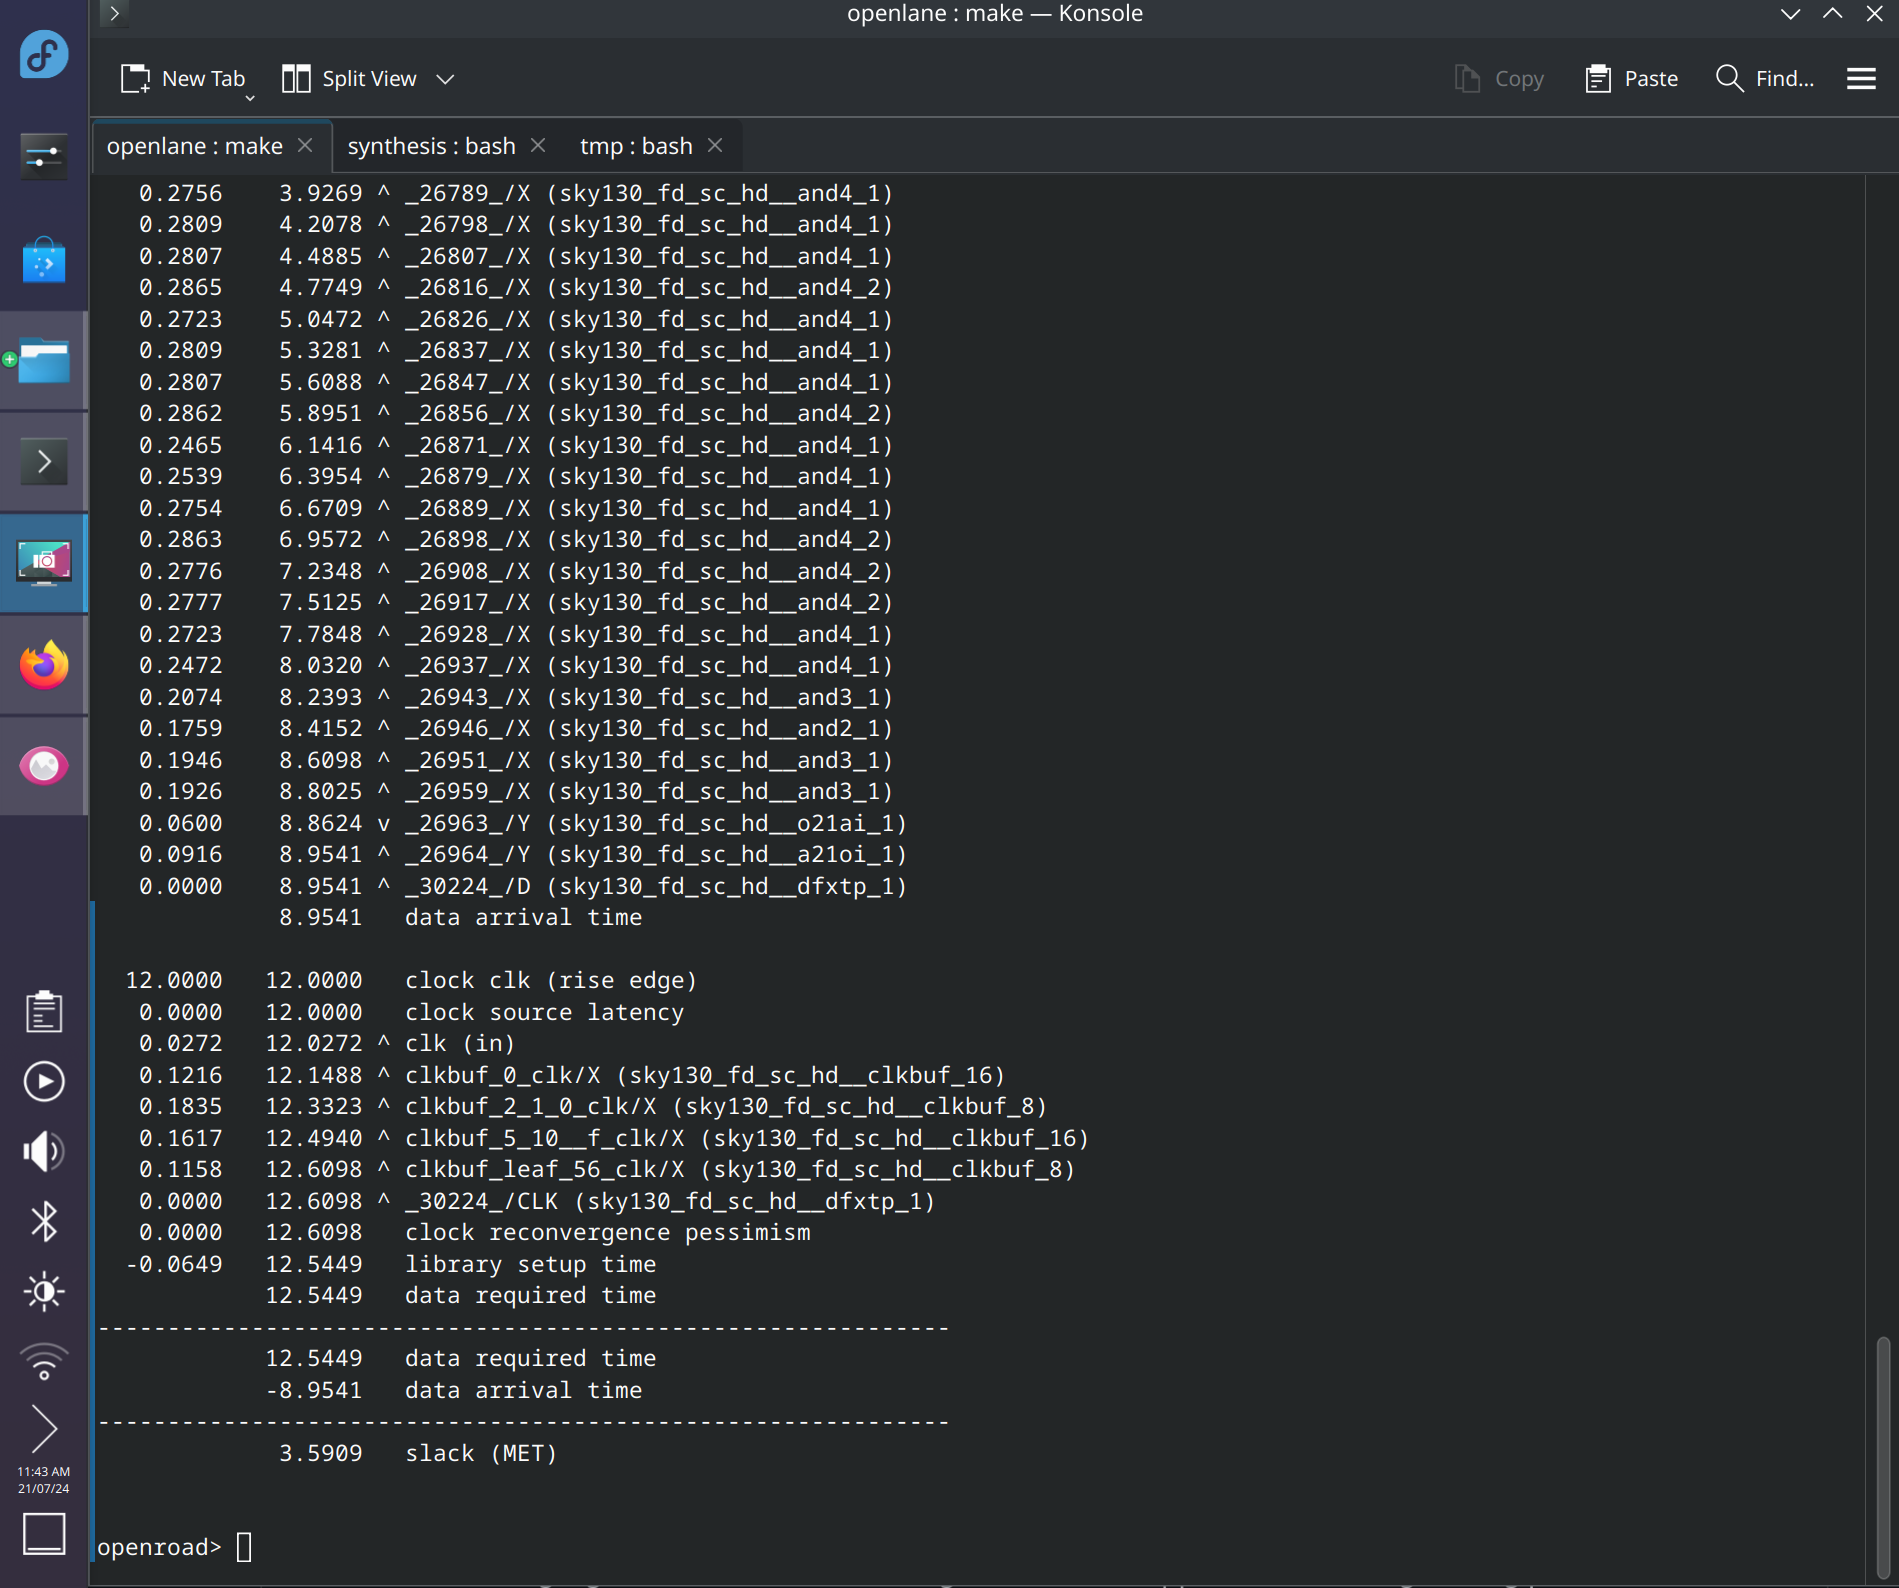 openlane : make — Konsole
New Tab Split View Copy Paste Find...
openlane : make synthesis : bash tmp : bash
0.2756 3.9269 ^ _26789_/X (sky130_fd_sc_hd__and4_1)
0.2809 4.2078 ^ _26798_/X (sky130_fd_sc_hd__and4_1)
0.2807 4.4885 ^ _26807_/X (sky130_fd_sc_hd__and4_1)
0.2865 4.7749 ^ _26816_/X (sky130_fd_sc_hd__and4_2)
0.2723 5.0472 ^ _26826_/X (sky130_fd_sc_hd__and4_1)
0.2809 5.3281 ^ _26837_/X (sky130_fd_sc_hd__and4_1)
0.2807 5.6088 ^ _26847_/X (sky130_fd_sc_hd__and4_1)
0.2862 5.8951 ^ _26856_/X (sky130_fd_sc_hd__and4_2)
0.2465 6.1416 ^ _26871_/X (sky130_fd_sc_hd__and4_1)
0.2539 6.3954 ^ _26879_/X (sky130_fd_sc_hd__and4_1)
0.2754 6.6709 ^ _26889_/X (sky130_fd_sc_hd__and4_1)
0.2863 6.9572 ^ _26898_/X (sky130_fd_sc_hd__and4_2)
0.2776 7.2348 ^ _26908_/X (sky130_fd_sc_hd__and4_2)
0.2777 7.5125 ^ _26917_/X (sky130_fd_sc_hd__and4_2)
0.2723 7.7848 ^ _26928_/X (sky130_fd_sc_hd__and4_1)
0.2472 8.0320 ^ _26937_/X (sky130_fd_sc_hd__and4_1)
0.2074 8.2393 ^ _26943_/X (sky130_fd_sc_hd__and3_1)
0.1759 8.4152 ^ _26946_/X (sky130_fd_sc_hd__and2_1)
0.1946 8.6098 ^ _26951_/X (sky130_fd_sc_hd__and3_1)
0.1926 8.8025 ^ _26959_/X (sky130_fd_sc_hd__and3_1)
0.0600 8.8624 v _26963_/Y (sky130_fd_sc_hd__o21ai_1)
0.0916 8.9541 ^ _26964_/Y (sky130_fd_sc_hd__a21oi_1)
0.0000 8.9541 ^ _30224_/D (sky130_fd_sc_hd__dfxtp_1)
8.9541 data arrival time
12.0000 12.0000 clock clk (rise edge)
0.0000 12.0000 clock source latency
0.0272 12.0272 ^ clk (in)
0.1216 12.1488 ^ clkbuf_0_clk/X (sky130_fd_sc_hd__clkbuf_16)
0.1835 12.3323 ^ clkbuf_2_1_0_clk/X (sky130_fd_sc_hd__clkbuf_8)
0.1617 12.4940 ^ clkbuf_5_10__f_clk/X (sky130_fd_sc_hd__clkbuf_16)
0.1158 12.6098 ^ clkbuf_leaf_56_clk/X (sky130_fd_sc_hd__clkbuf_8)
0.0000 12.6098 ^ _30224_/CLK (sky130_fd_sc_hd__dfxtp_1)
0.0000 12.6098 clock reconvergence pessimism
-0.0649 12.5449 library setup time
12.5449 data required time
-------------------------------------------------------------
12.5449 data required time
-8.9541 data arrival time
-------------------------------------------------------------
3.5909 slack (MET)
openroad>
11:43 AM
21/07/24